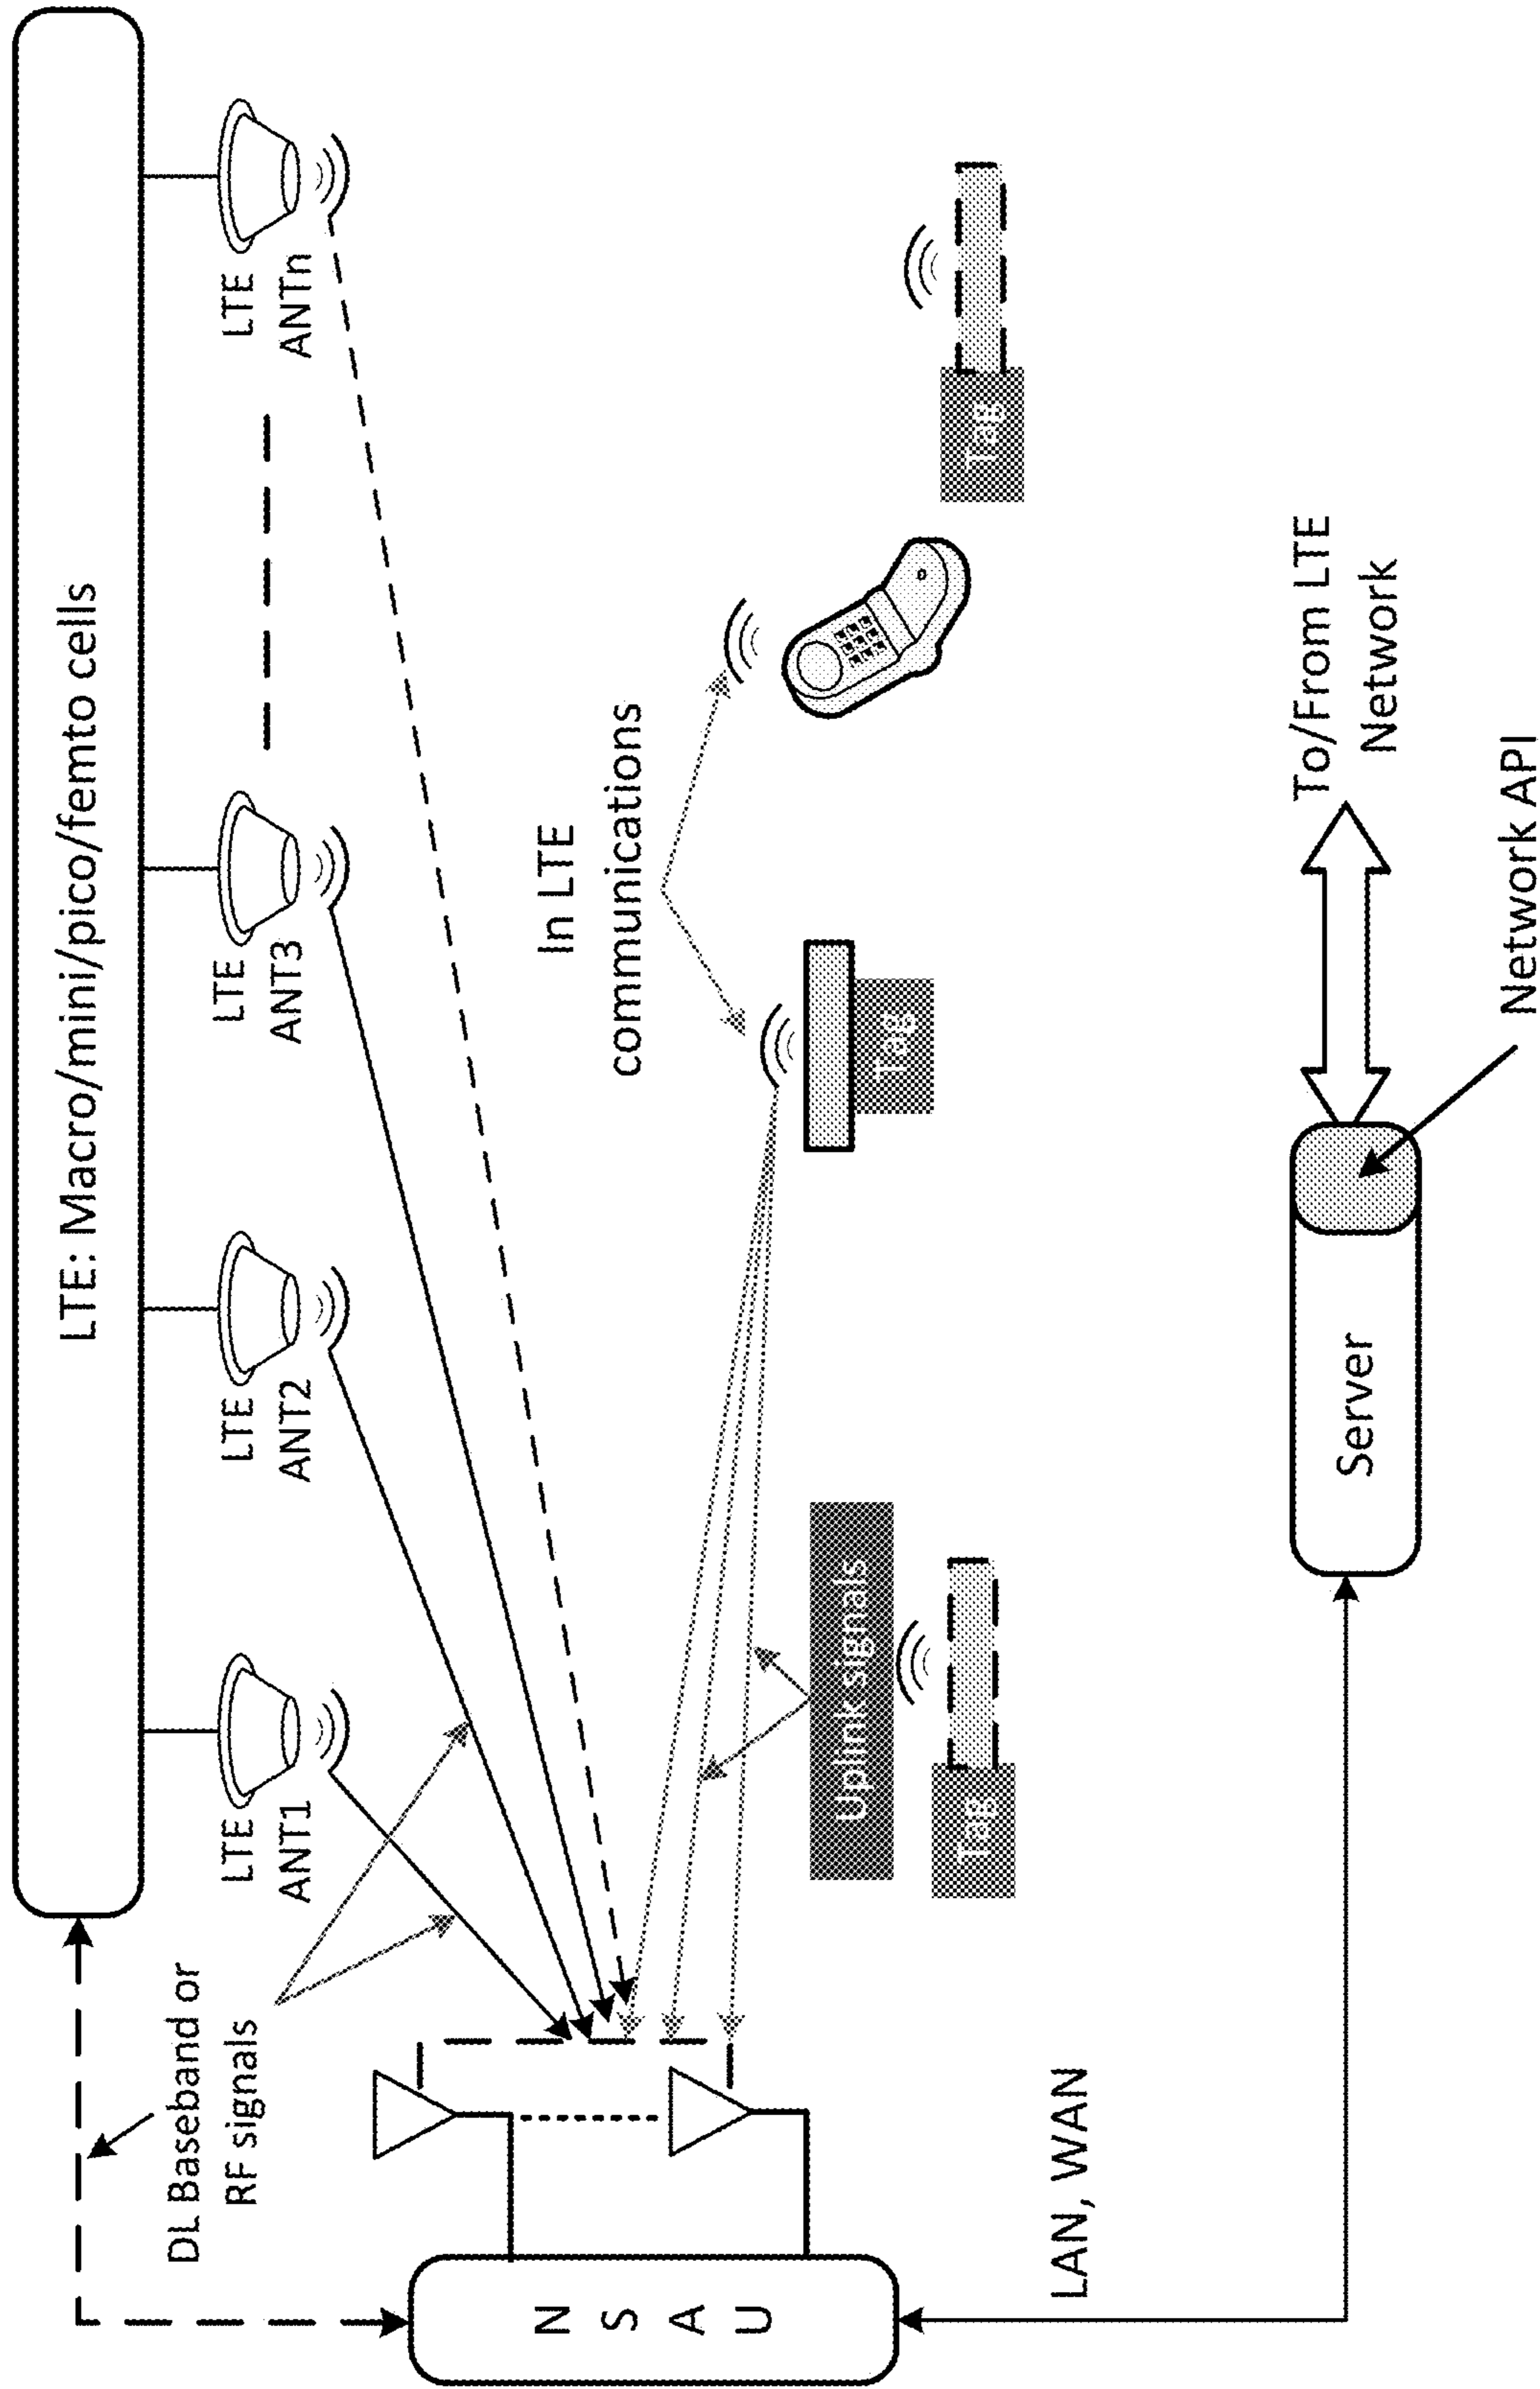 LTE: Macro/mini/pico/femto cells
DL Baseband or
RF signals
LTE
ANT1
LTE
ANT2
LTE
ANT3
LTE
ANTn
N
S
A
U
In LTE
communications
Uplink signals
Tag
Tag
Tag
LAN, WAN
Server
To/From LTE
Network
Network API